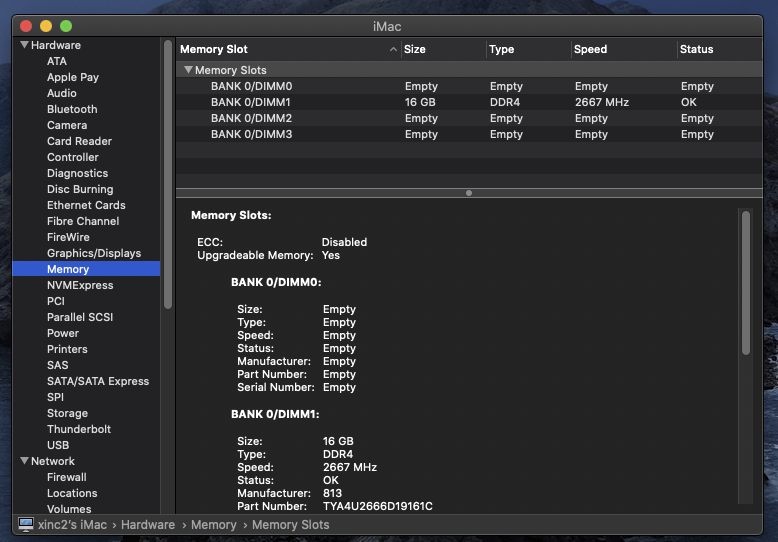 iMac
Hardware
ATA
Apple Pay
Audio
Bluetooth
Camera
Card Reader
Controller
Diagnostics
Disc Burning
Ethernet Cards
Fibre Channel
FireWire
Graphics/Displays
Memory
NVMExpress
PCI
Parallel SCSI
Power
Printers
SAS
SATA/SATA Express
SPI
Storage
Thunderbolt
USB
Network
Firewall
Locations
Volumes
Memory Slot Size Type Speed Status
Memory Slots
BANK 0/DIMM0 Empty Empty Empty Empty
BANK 0/DIMM1 16 GB DDR4 2667 MHz OK
BANK 0/DIMM2 Empty Empty Empty Empty
BANK 0/DIMM3 Empty Empty Empty Empty
Memory Slots:
ECC: Disabled
Upgradeable Memory: Yes
BANK 0/DIMM0:
Size: Empty
Type: Empty
Speed: Empty
Status: Empty
Manufacturer: Empty
Part Number: Empty
Serial Number: Empty
BANK 0/DIMM1:
Size: 16 GB
Type: DDR4
Speed: 2667 MHz
Status: OK
Manufacturer: 813
Part Number: TYA4U2666D19161C
xinc2's iMac › Hardware › Memory › Memory Slots